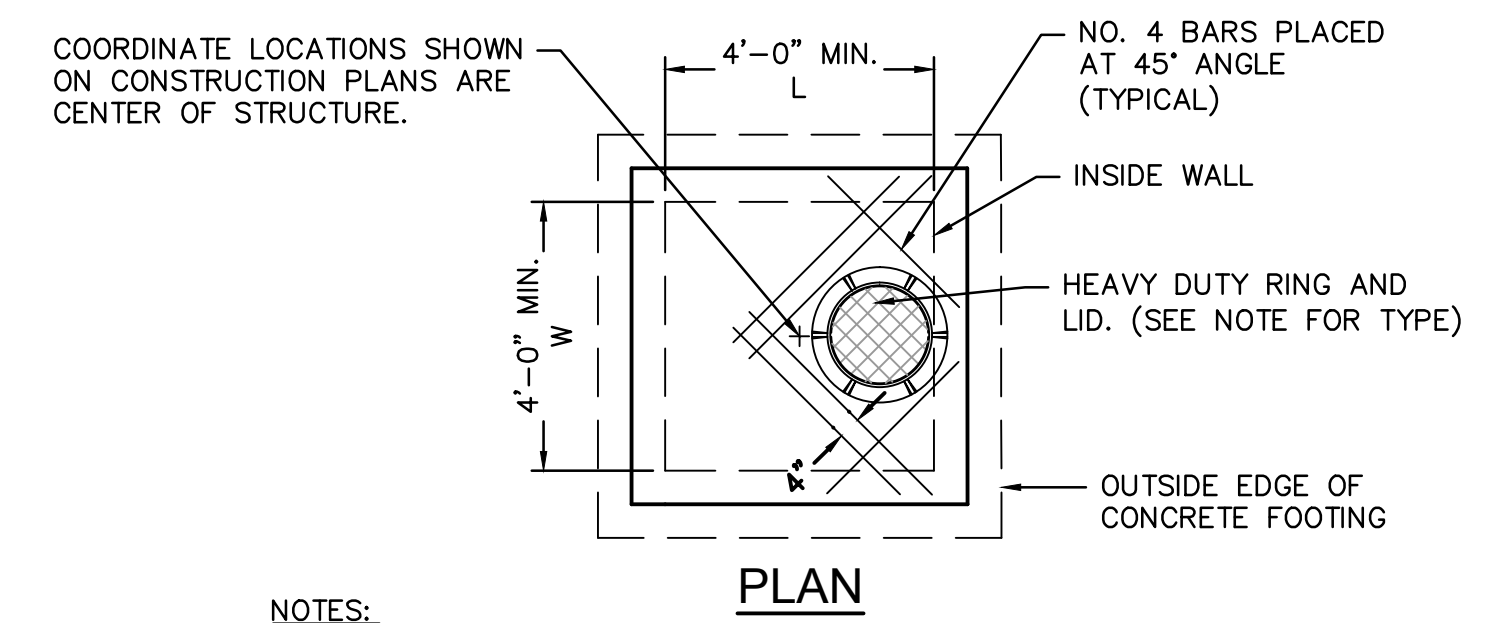 COORDINATE LOCATIONS SHOWN
ON CONSTRUCTION PLANS ARE
CENTER OF STRUCTURE.
4'-0" MIN.
L
NO. 4 BARS PLACED
AT 45° ANGLE
(TYPICAL)
INSIDE WALL
4'-0" MIN.
W
HEAVY DUTY RING AND
LID. (SEE NOTE FOR TYPE)
4"
OUTSIDE EDGE OF
CONCRETE FOOTING
PLAN
NOTES: